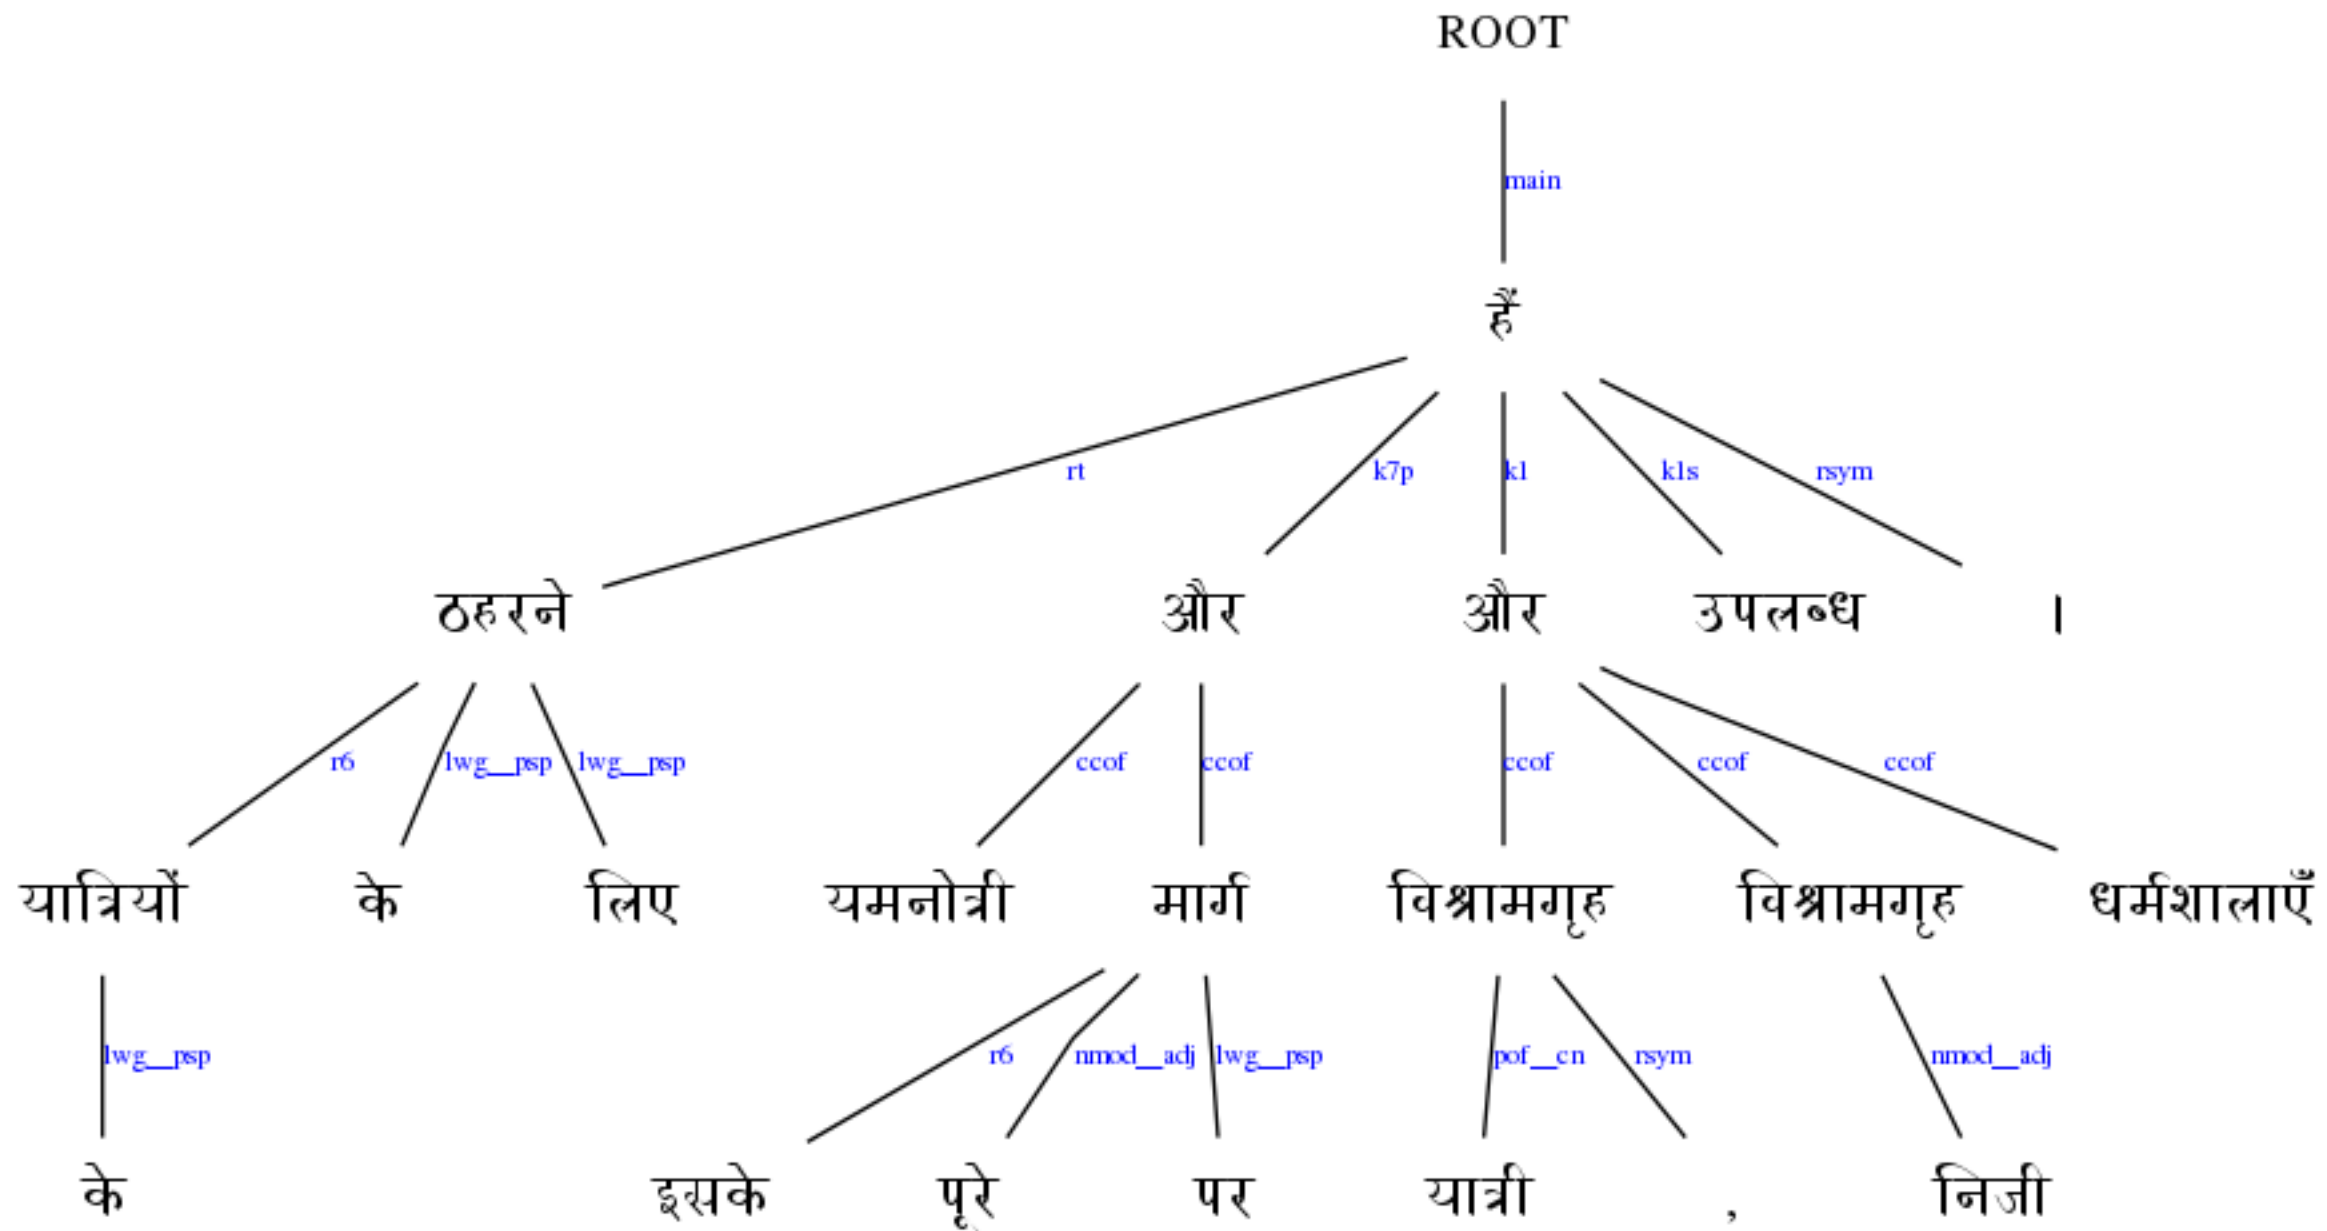 ROOT
main
हैं
rt k7p k1 k1s rsym
ठहरने और और उपलब्ध ।
r6 lwg__psp lwg__psp ccof ccof ccof ccof ccof
यात्रियों के लिए यमनोत्री मार्ग विश्रामगृह विश्रामगृह धर्मशालाएँ
lwg__psp r6 nmod__adj lwg__psp pof__cn rsym nmod__adj
के इसके पूरे पर यात्री , निजी